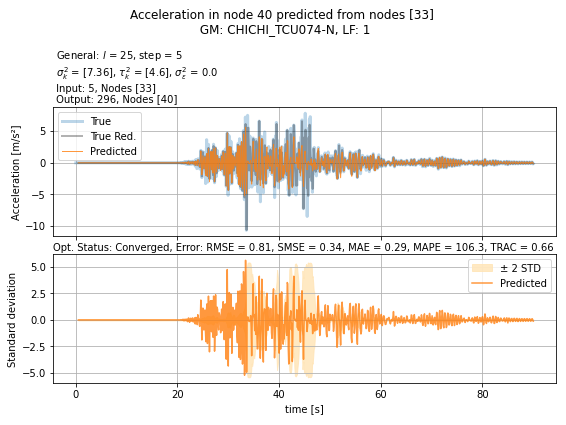 Acceleration in node 40 predicted from nodes [33]
GM: CHICHI_TCU074-N, LF: 1
General: l = 25, step = 5
σ²ₖ = [7.36], τ²ₖ = [4.6], σ²ε = 0.0
Input: 5, Nodes [33]
Output: 296, Nodes [40]
True
True Red.
Predicted
Acceleration [m/s²]
5
0
−5
−10
Opt. Status: Converged, Error: RMSE = 0.81, SMSE = 0.34, MAE = 0.29, MAPE = 106.3, TRAC = 0.66
± 2 STD
Predicted
Standard deviation
5.0
2.5
0.0
−2.5
−5.0
0 20 40 60 80
time [s]